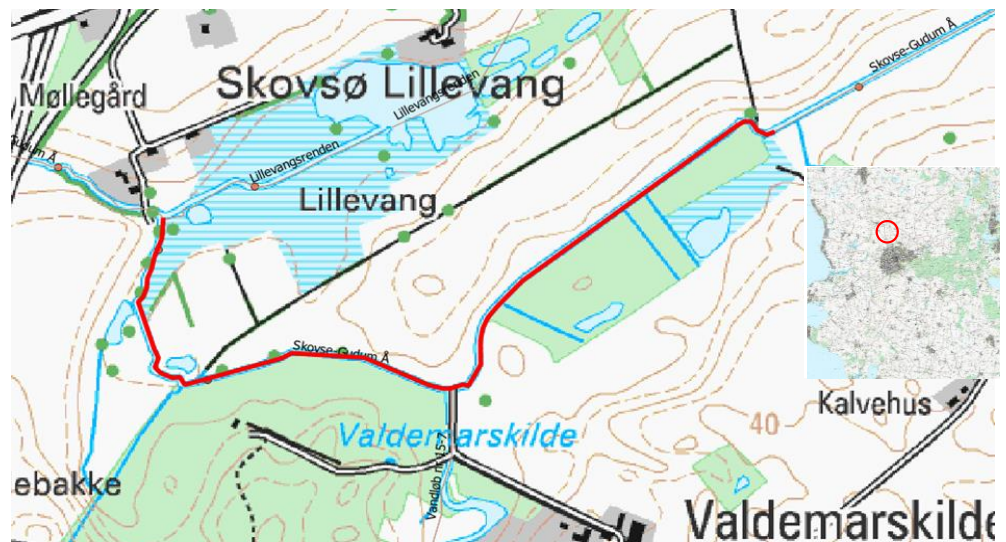 Skovse-Gudum Å
Skovsø Lillevang
Møllegård
Lillevangsrenden
Gudum Å
Lillevangsrenden
Lillevang
Skovse-Gudum Å
Kalvehus
40
Valdemarskilde
ebakke
Valdemarskilde